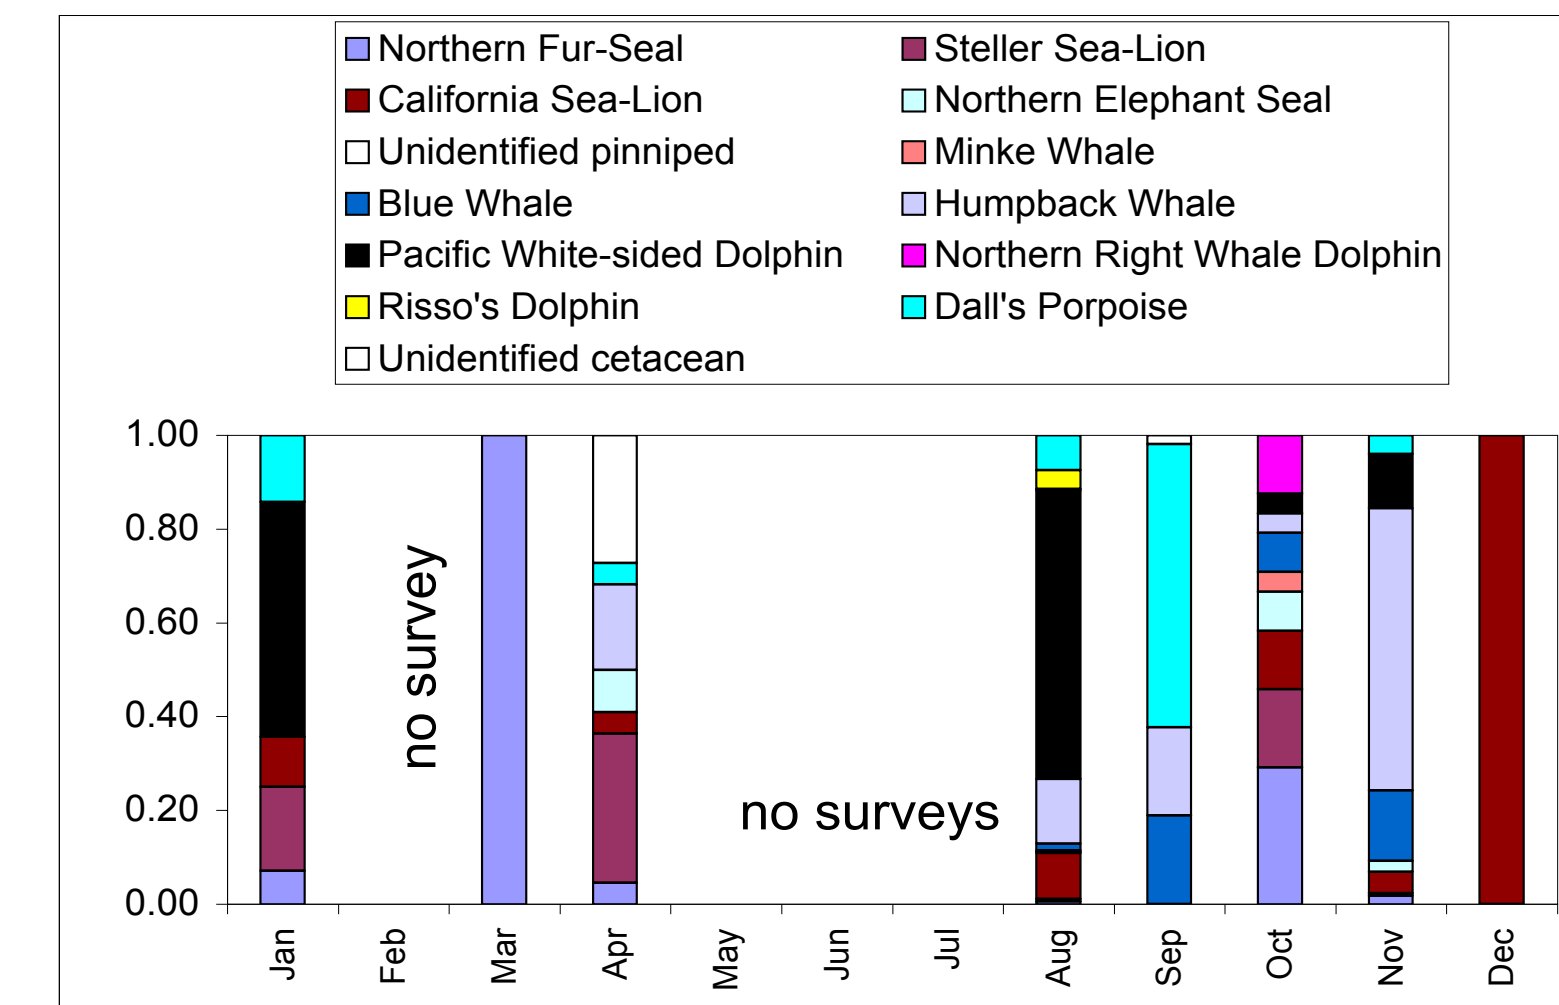 Northern Fur-Seal Steller Sea-Lion
California Sea-Lion Northern Elephant Seal
Unidentified pinniped Minke Whale
Blue Whale Humpback Whale
Pacific White-sided Dolphin Northern Right Whale Dolphin
Risso's Dolphin Dall's Porpoise
Unidentified cetacean
1.00
0.80
0.60
0.40
0.20
0.00
no survey
no surveys
Jan Feb Mar Apr May Jun Jul Aug Sep Oct Nov Dec